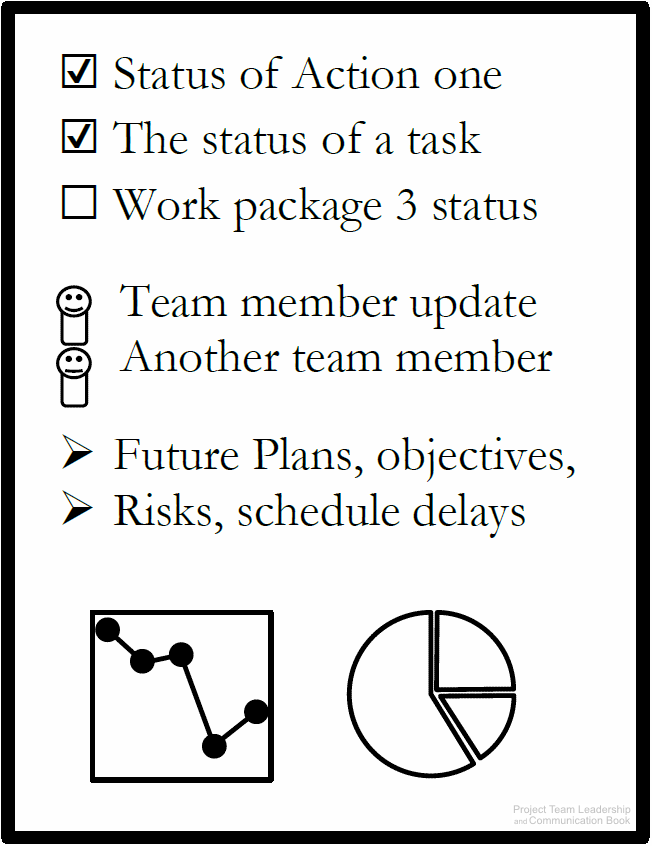 Status of Action one
The status of a task
Work package 3 status
Team member update
Another team member
Future Plans, objectives,
Risks, schedule delays
Project Team Leadership
and Communication Book